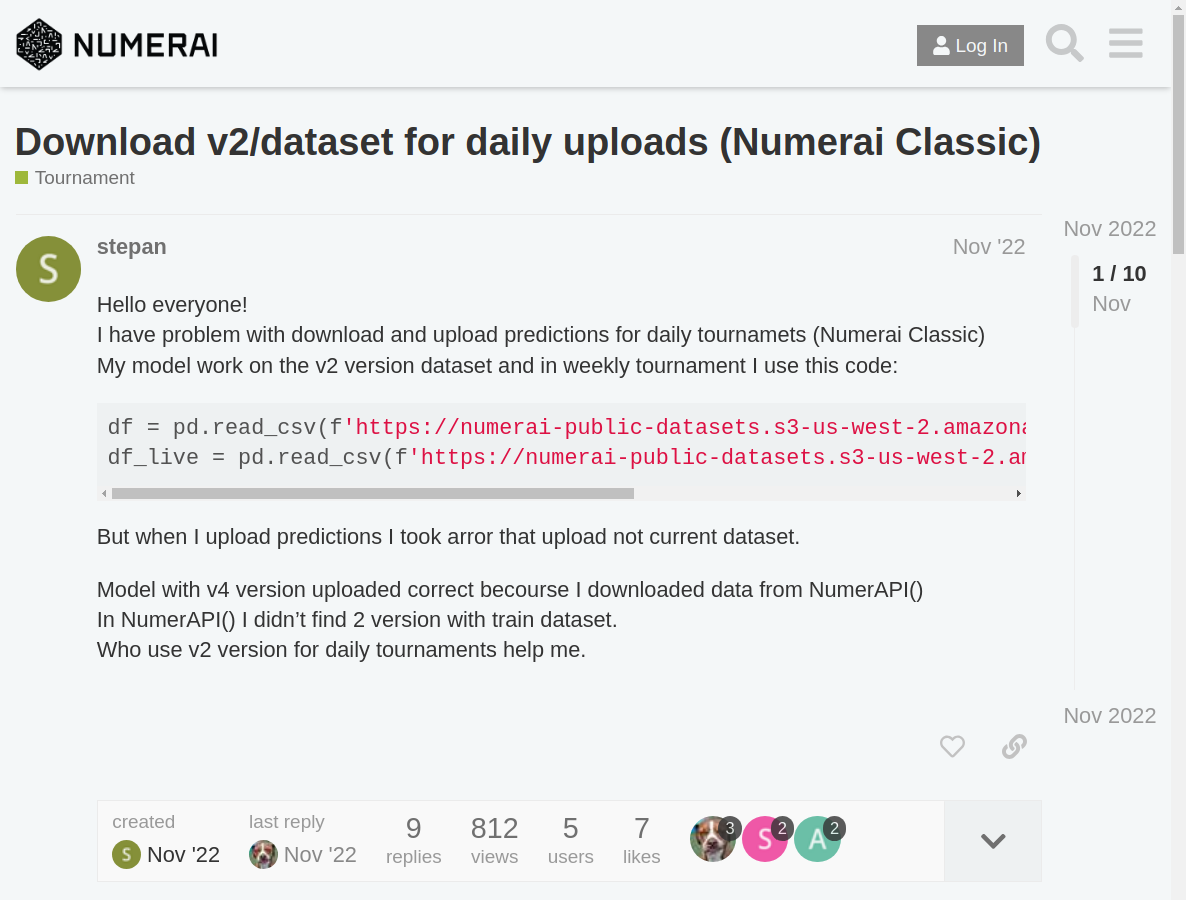 NUMERAI
Log In
Download v2/dataset for daily uploads (Numerai Classic)
Tournament
Nov 2022
stepan
Nov '22
1 / 10
Nov
Hello everyone!
I have problem with download and upload predictions for daily tournamets (Numerai Classic)
My model work on the v2 version dataset and in weekly tournament I use this code:
df = pd.read_csv(f'https://numerai-public-datasets.s3-us-west-2.amazona
df_live = pd.read_csv(f'https://numerai-public-datasets.s3-us-west-2.am
But when I upload predictions I took arror that upload not current dataset.
Model with v4 version uploaded correct becourse I downloaded data from NumerAPI()
In NumerAPI() I didn’t find 2 version with train dataset.
Who use v2 version for daily tournaments help me.
Nov 2022
created
S Nov '22
last reply
Nov '22
9
replies
812
views
5
users
7
likes
3
S 2
A 2